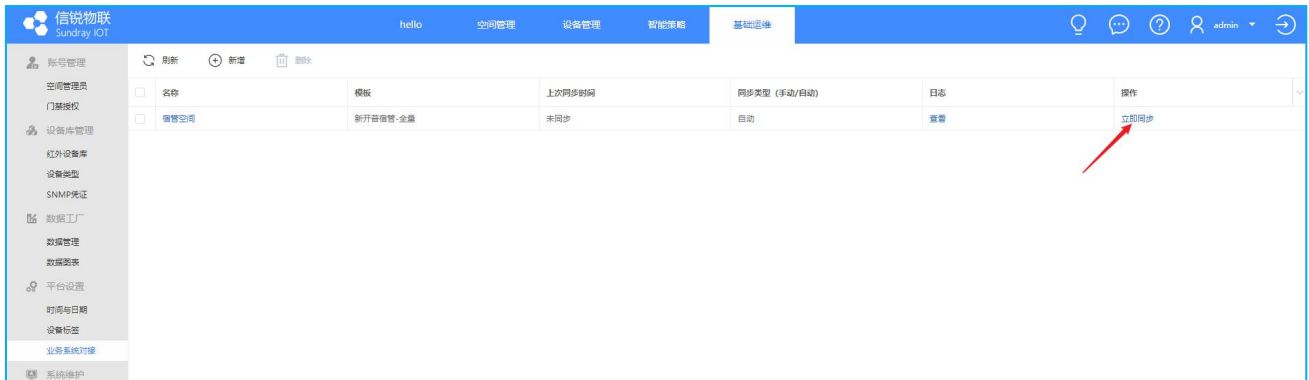 信锐物联
Sundray IOT
hello 空间管理 设备管理 智能策略 基础运维 admin
账号管理
空间管理员
门禁授权
设备库管理
红外设备库
设备类型
SNMP凭证
数据工厂
数据管理
数据图表
平台设置
时间与日期
设备标签
业务系统对接
系统维护
刷新 新增 删除
名称 模板 上次同步时间 同步类型（手动/自动） 日志 操作
宿管空间 新开普宿管-全量 未同步 自动 查看 立即同步